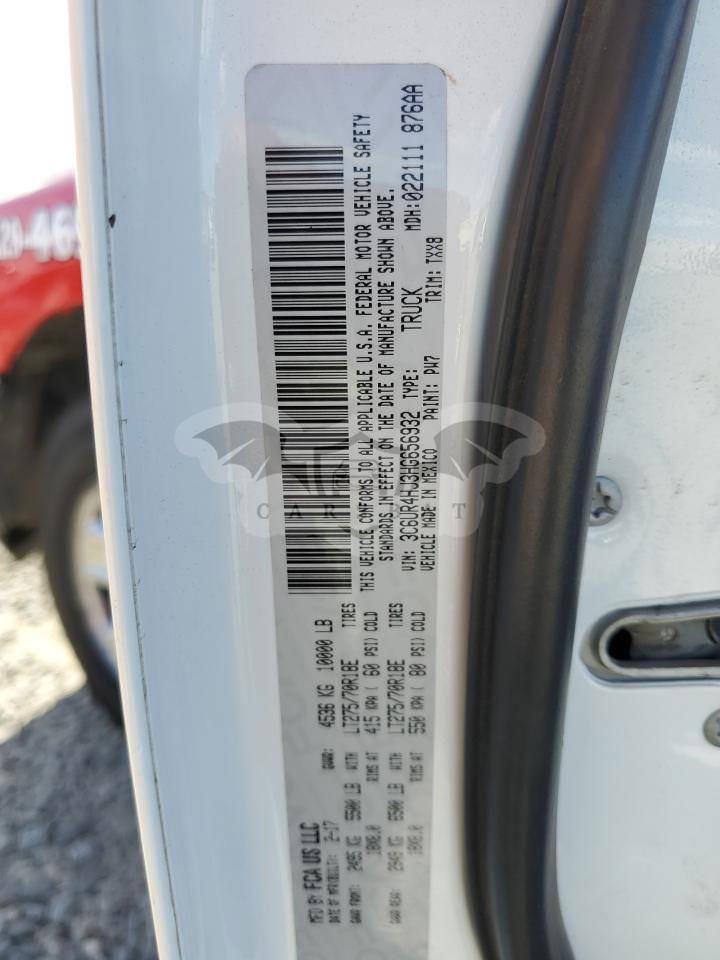 MFD BY FCA US LLC
DATE OF MFR: 2-17 GVWR: 4536 KG 10000 LB
GAWR FRONT: 2495 KG 5500 LB WITH LT275/70R18E TIRES
18X8.0 RIMS AT 415 KPA ( 60 PSI) COLD
GAWR REAR: 2949 KG 6500 LB WITH LT275/70R18E TIRES
18X8.0 RIMS AT 550 KPA ( 80 PSI) COLD
THIS VEHICLE CONFORMS TO ALL APPLICABLE U.S.A. FEDERAL MOTOR VEHICLE SAFETY
STANDARDS IN EFFECT ON THE DATE OF MANUFACTURE SHOWN ABOVE.
VIN: 3C6UR4HJ3HG656932 TYPE: TRUCK MDH:022111 876AA
VEHICLE MADE IN MEXICO PAINT: PW7 TRIM: TXX8